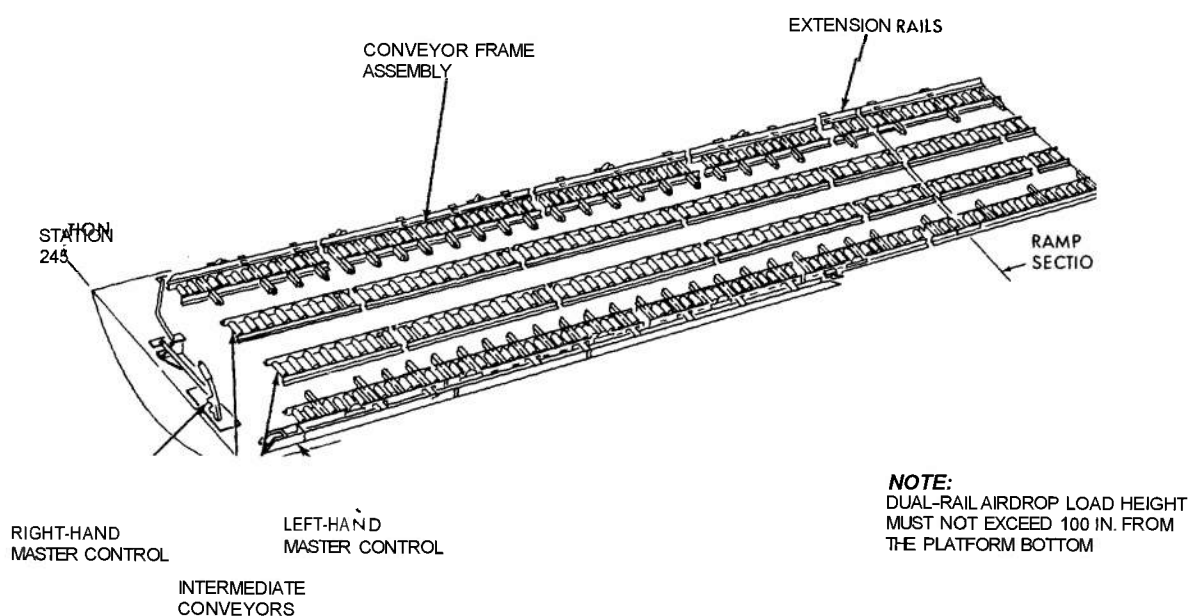 EXTENSION RAILS
CONVEYOR FRAME
ASSEMBLY
STATION
245
RAMP
SECTIO
NOTE:
DUAL-RAIL AIRDROP LOAD HEIGHT
MUST NOT EXCEED 100 IN. FROM
THE PLATFORM BOTTOM
RIGHT-HAND
MASTER CONTROL
LEFT-HAND
MASTER CONTROL
INTERMEDIATE
CONVEYORS